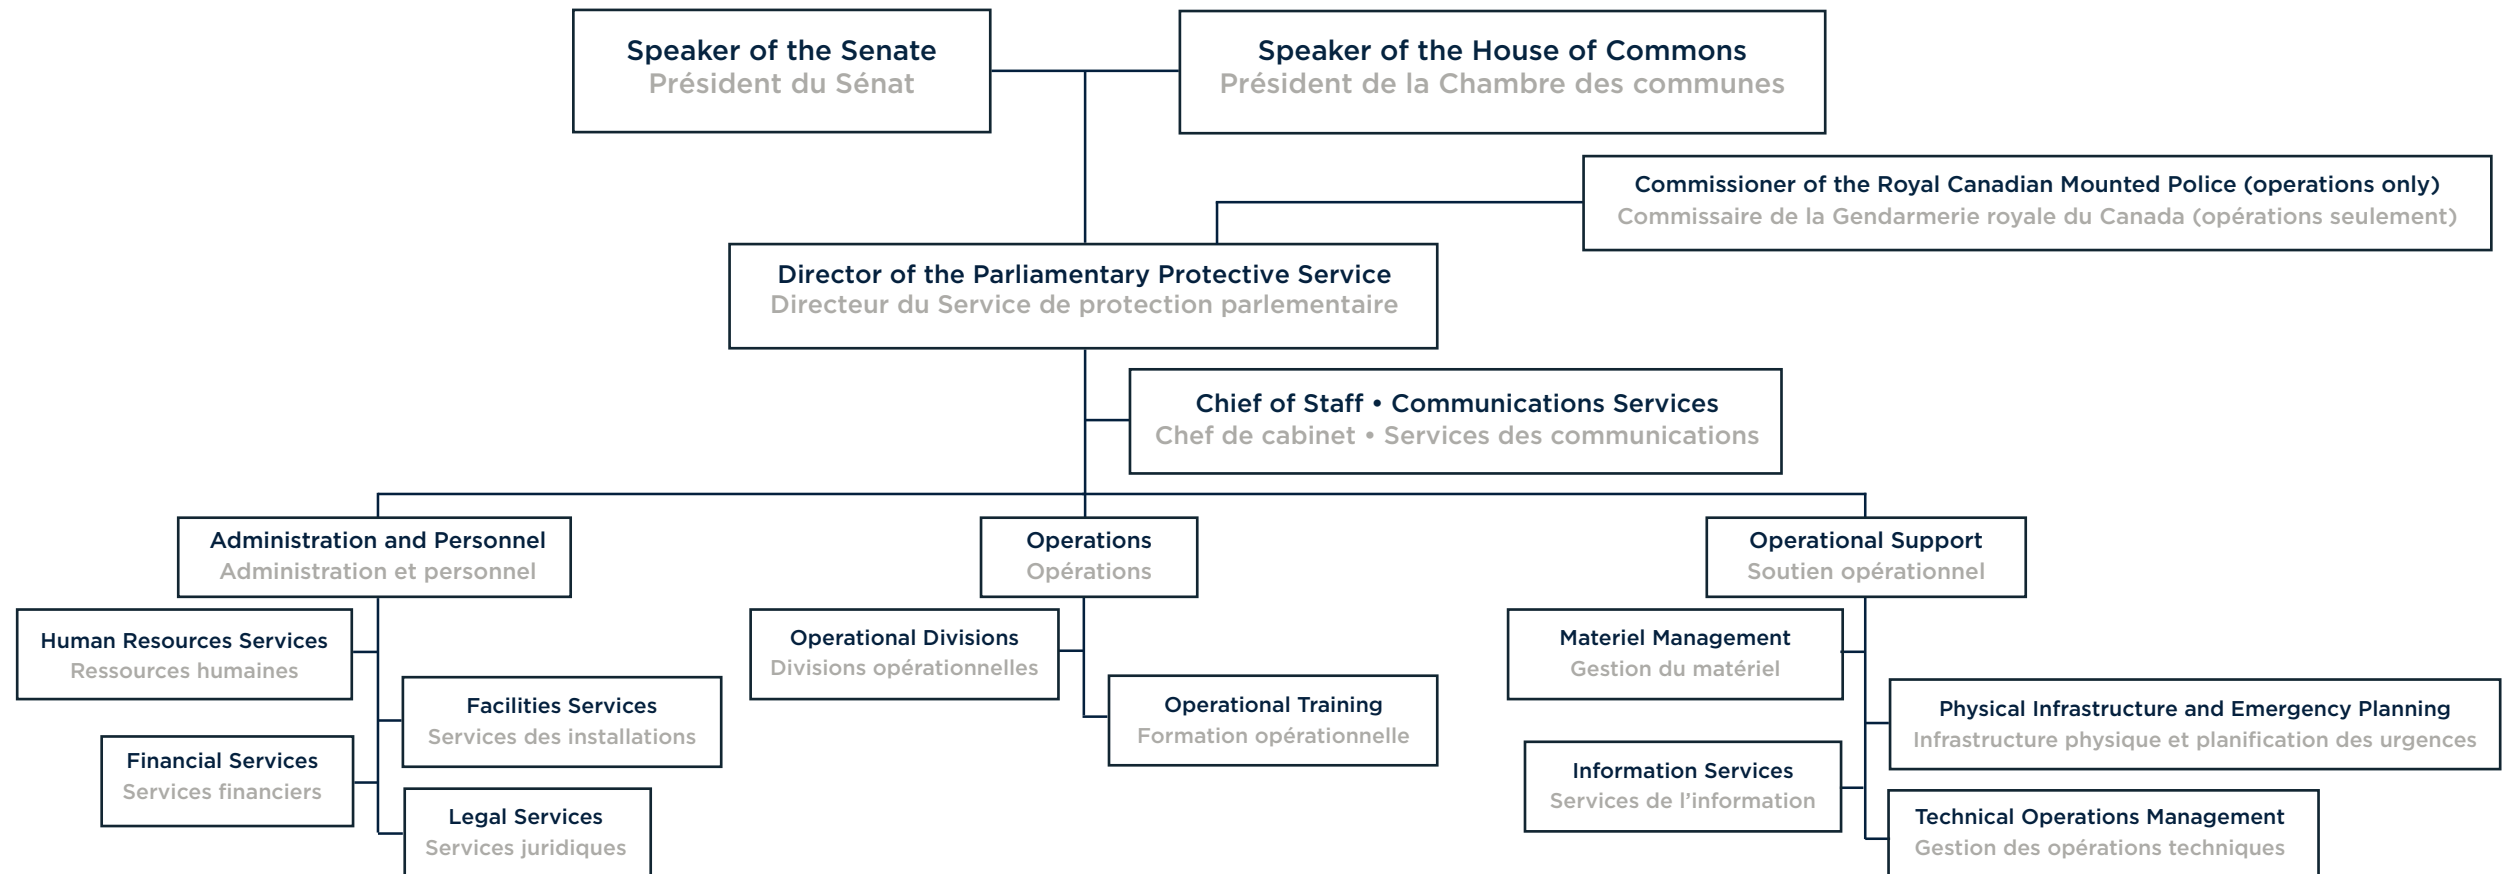 Speaker of the Senate
Président du Sénat
Speaker of the House of Commons
Président de la Chambre des communes
Commissioner of the Royal Canadian Mounted Police (operations only)
Commissaire de la Gendarmerie royale du Canada (opérations seulement)
Director of the Parliamentary Protective Service
Directeur du Service de protection parlementaire
Chief of Staff • Communications Services
Chef de cabinet • Services des communications
Administration and Personnel
Administration et personnel
Operations
Opérations
Operational Support
Soutien opérationnel
Human Resources Services
Ressources humaines
Facilities Services
Services des installations
Financial Services
Services financiers
Legal Services
Services juridiques
Operational Divisions
Divisions opérationnelles
Operational Training
Formation opérationnelle
Materiel Management
Gestion du matériel
Physical Infrastructure and Emergency Planning
Infrastructure physique et planification des urgences
Information Services
Services de l’information
Technical Operations Management
Gestion des opérations techniques